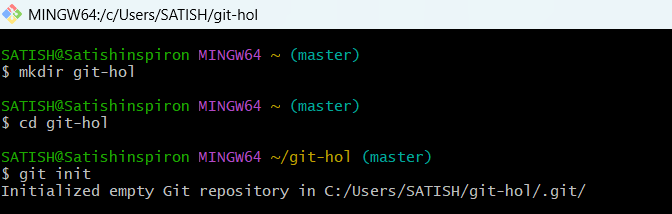 MINGW64:/c/Users/SATISH/git-hol
SATISH@Satishinspiron MINGW64 ~ (master)
$ mkdir git-hol
SATISH@Satishinspiron MINGW64 ~ (master)
$ cd git-hol
SATISH@Satishinspiron MINGW64 ~/git-hol (master)
$ git init
Initialized empty Git repository in C:/Users/SATISH/git-hol/.git/